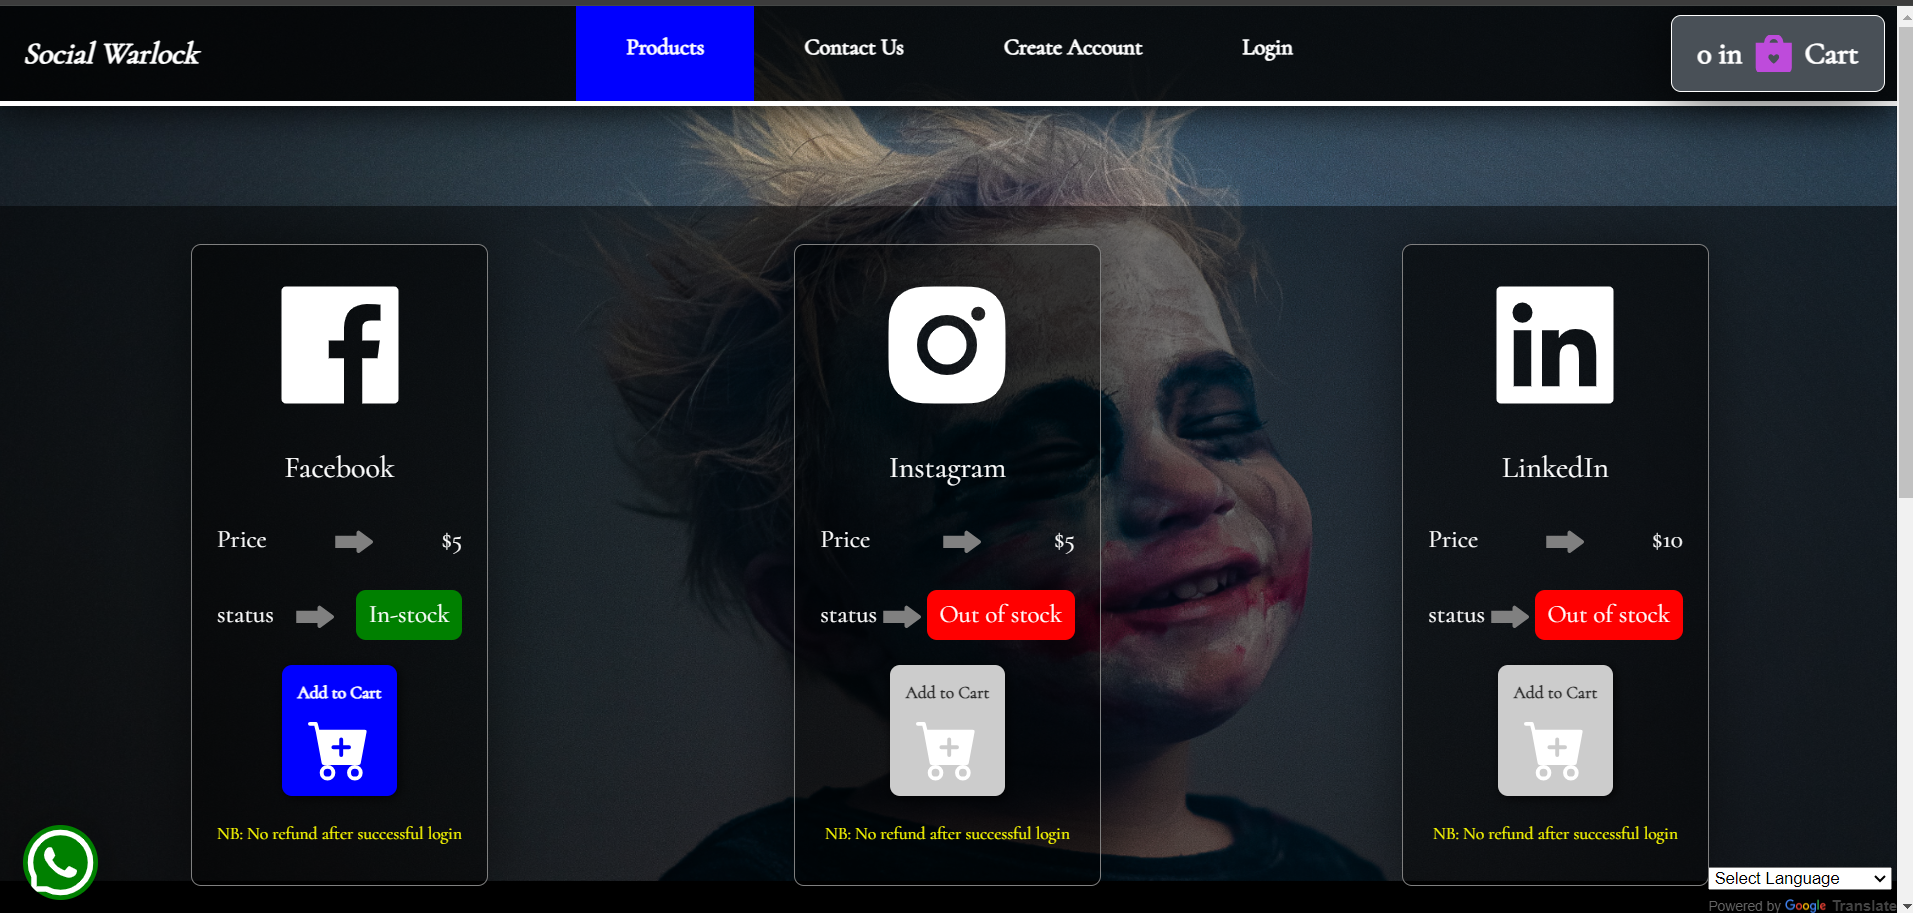 Social Warlock
Products
Contact Us
Create Account
Login
0 in Cart
Facebook
Price $5
status In-stock
Add to Cart
NB: No refund after successful login
Instagram
Price $5
status Out of stock
Add to Cart
NB: No refund after successful login
LinkedIn
Price $10
status Out of stock
Add to Cart
NB: No refund after successful login
Select Language
Powered by Google Translate